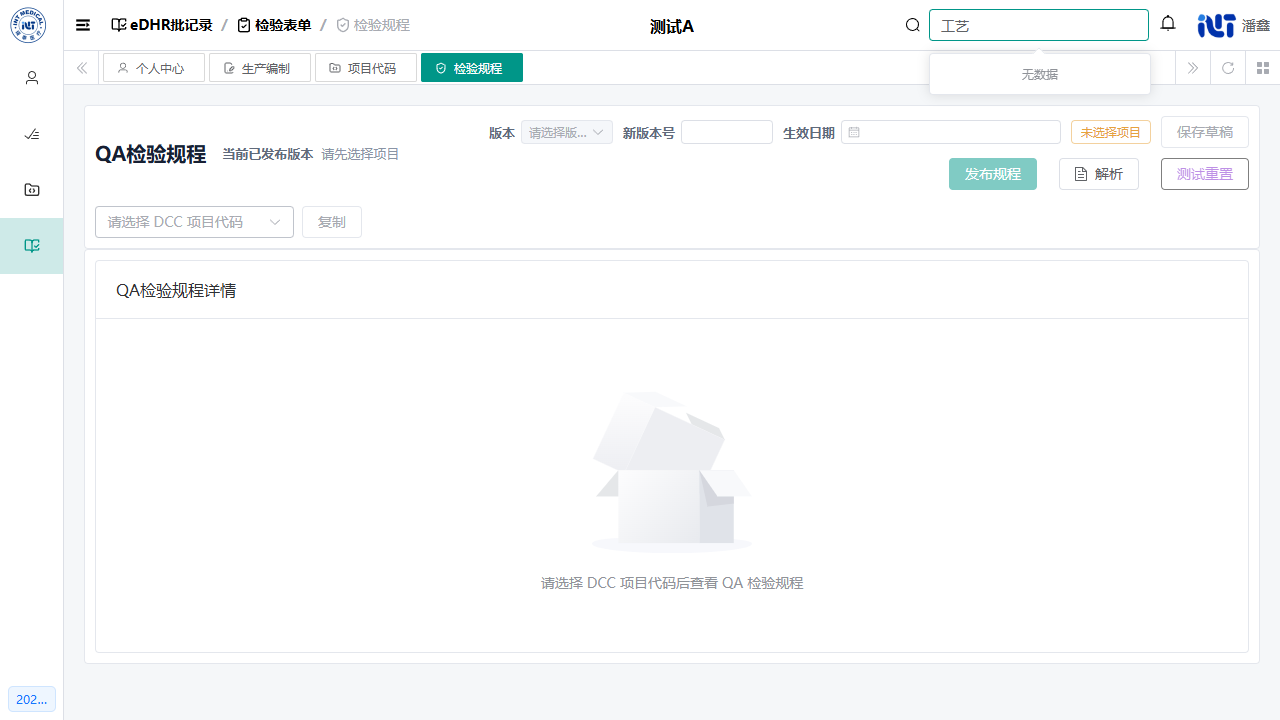 eDHR批记录 / 检验表单 / 检验规程
测试A
工艺
潘鑫
个人中心
生产编制
项目代码
检验规程
无数据
QA检验规程
当前已发布版本 请先选择项目
版本 请选择版...
新版本号
生效日期
未选择项目
保存草稿
发布规程
解析
测试重置
请选择 DCC 项目代码
复制
QA检验规程详情
请选择 DCC 项目代码后查看 QA 检验规程
202...